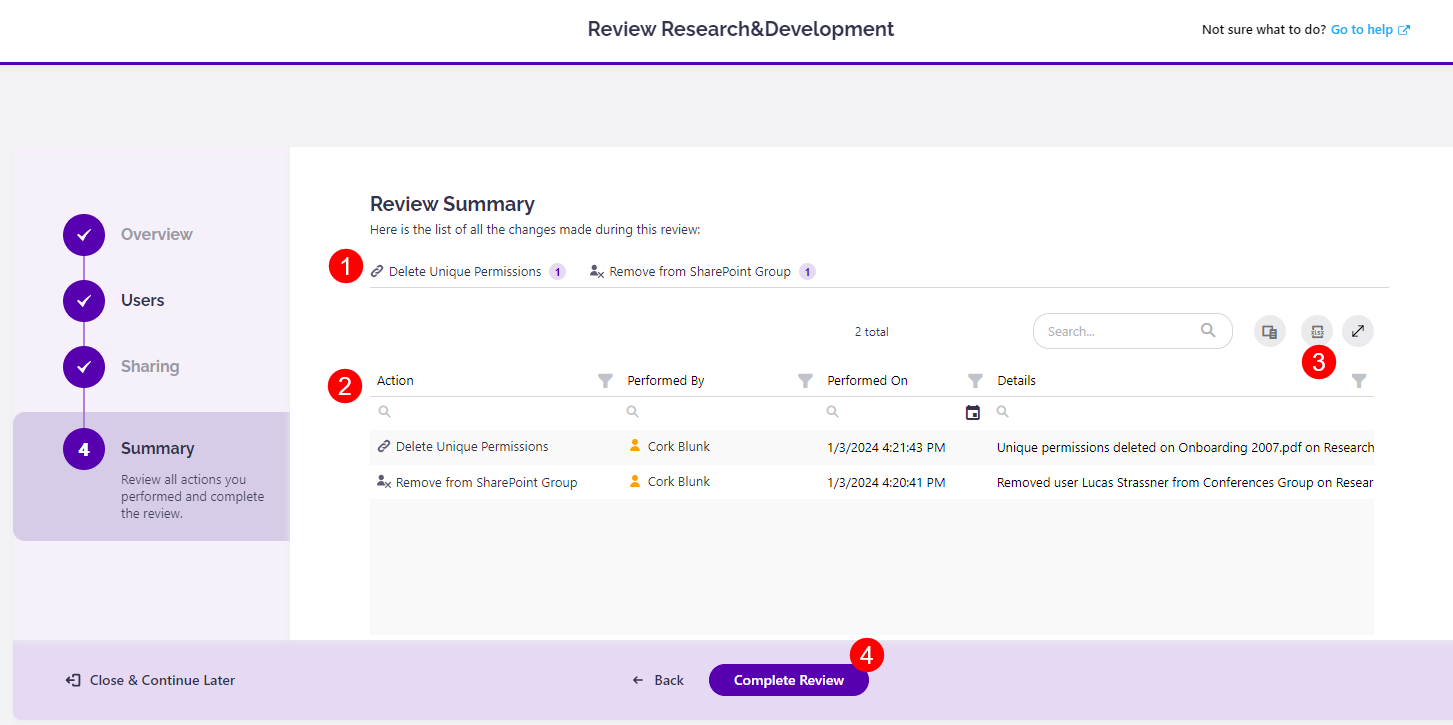 Review Research&Development
Not sure what to do? Go to help
Overview
Users
Sharing
4 Summary
Review all actions you
performed and complete
the review.
Review Summary
Here is the list of all the changes made during this review:
1 Delete Unique Permissions 1 Remove from SharePoint Group 1
2 total
Search...
xlsx
3
2 Action Performed By Performed On Details
Delete Unique Permissions Cork Blunk 1/3/2024 4:21:43 PM Unique permissions deleted on Onboarding 2007.pdf on Research
Remove from SharePoint Group Cork Blunk 1/3/2024 4:20:41 PM Removed user Lucas Strassner from Conferences Group on Resear
4
Close & Continue Later Back Complete Review